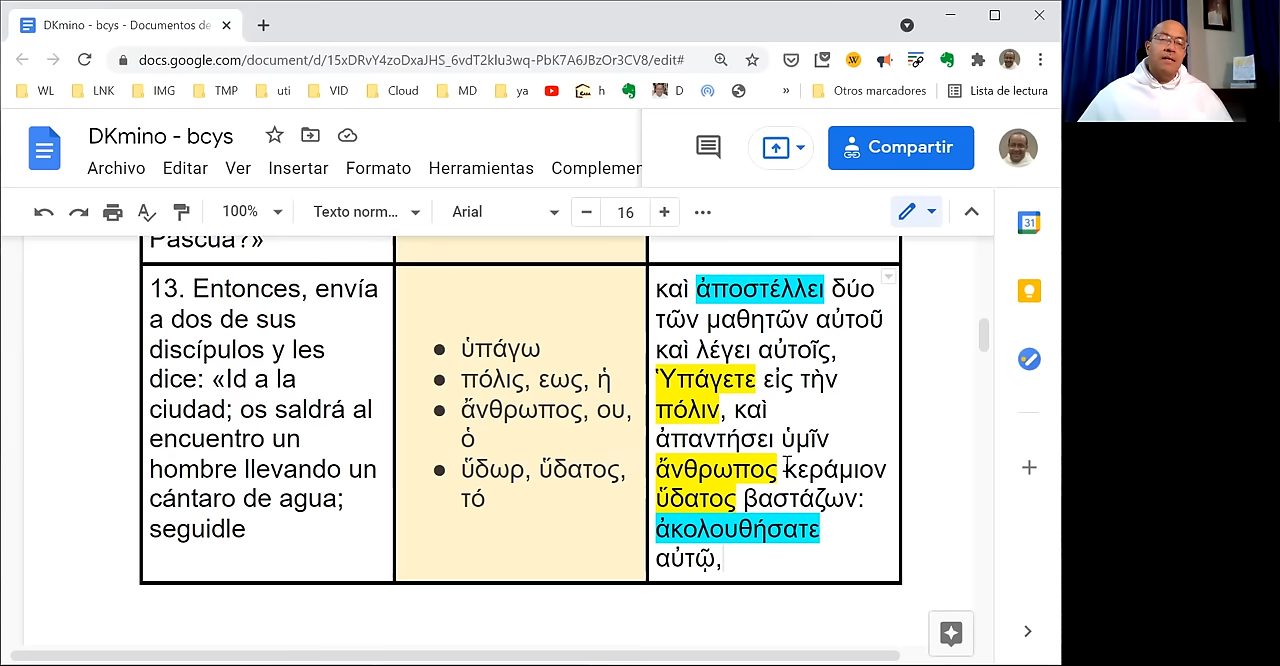 DKmino - bcys - Documentos de
docs.google.com/document/d/15xDRvY4zoDxaJHS_6vdT2klu3wq-PbK7A6JBzOr3CV8/edit#
WL LNK IMG TMP uti VID Cloud MD ya h D » Otros marcadores Lista de lectura
DKmino - bcys
Compartir
Archivo Editar Ver Insertar Formato Herramientas Complemen
100% Texto norm... Arial 16
31
Pascua?»
13. Entonces, envía
a dos de sus
discípulos y les
dice: «Id a la
ciudad; os saldrá al
encuentro un
hombre llevando un
cántaro de agua;
seguidle
● ὑπάγω
● πόλις, εως, ἡ
● ἄνθρωπος, ου,
ὁ
● ὕδωρ, ὕδατος,
τό
καὶ ἀποστέλλει δύο
τῶν μαθητῶν αὐτοῦ
καὶ λέγει αὐτοῖς,
Ὑπάγετε εἰς τὴν
πόλιν, καὶ
ἀπαντήσει ὑμῖν
ἄνθρωπος κεράμιον
ὕδατος βαστάζων:
ἀκολουθήσατε
αὐτῷ,